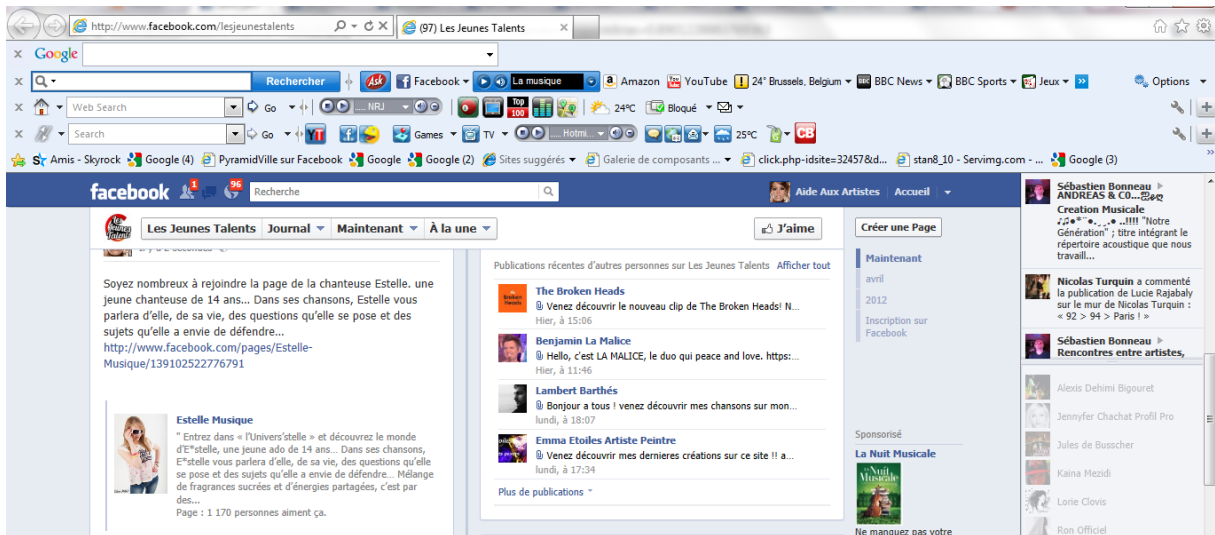 http://www.facebook.com/lesjeunestalents
(97) Les Jeunes Talents
x Google
Rechercher
Ask
Facebook
La musique
Amazon
YouTube
24° Brussels, Belgium
BBC News
BBC Sports
Jeux
Options
Web Search
Go
NRJ
Top 100
24°C
Bloqué
Search
Go
Games
TV
....Hotmi...
25°C
CB
Amis - Skyrock
Google (4)
PyramidVille sur Facebook
Google
Google (2)
Sites suggérés
Galerie de composants ...
click.php-idsite=32457&d...
stan8_10 - Servimg.com - ...
Google (3)
facebook
1
96
Recherche
Aide Aux Artistes
Accueil
Les Jeunes Talents
Les Jeunes Talents
Journal
Maintenant
À la une
J'aime
Créer une Page
Soyez nombreux à rejoindre la page de la chanteuse Estelle. une
jeune chanteuse de 14 ans... Dans ses chansons, Estelle vous
parlera d'elle, de sa vie, des questions qu'elle se pose et des
sujets qu'elle a envie de défendre...
http://www.facebook.com/pages/Estelle-
Musique/139102522776791
Estelle Musique
" Entrez dans « l'Univers'stelle » et découvrez le monde
d'E*stelle, une jeune ado de 14 ans... Dans ses chansons,
E*stelle vous parlera d'elle, de sa vie, des questions qu'elle
se pose et des sujets qu'elle a envie de défendre... Mélange
de fragrances sucrées et d'énergies partagées, c'est par
des...
Page : 1 170 personnes aiment ça.
Publications récentes d'autres personnes sur Les Jeunes Talents
Afficher tout
The Broken Heads
Venez découvrir le nouveau clip de The Broken Heads! N...
Hier, à 15:06
Benjamin La Malice
Hello, c'est LA MALICE, le duo qui peace and love. https:...
Hier, à 11:46
Lambert Barthés
Bonjour a tous ! venez découvrir mes chansons sur mon...
lundi, à 18:07
Emma Etoiles Artiste Peintre
Venez découvrir mes dernieres créations sur ce site !! a...
lundi, à 17:34
Plus de publications
Maintenant
avril
2012
Inscription sur
Facebook
Sponsorisé
La Nuit Musicale
Nuit
Musicale
Ne manquez pas votre
Sébastien Bonneau
ANDREAS & CO...
Creation Musicale
..!!!! "Notre
Génération" ; titre intégrant le
répertoire acoustique que nous
travaill...
Nicolas Turquin a commenté
la publication de Lucie Rajabaly
sur le mur de Nicolas Turquin :
« 92 > 94 > Paris ! »
Sébastien Bonneau
Rencontres entre artistes,
Alexis Dehimi Bigouret
Jennyfer Chachat Profil Pro
Jules de Busscher
Kaina Mezidi
Lorie Clovis
Ron Officiel